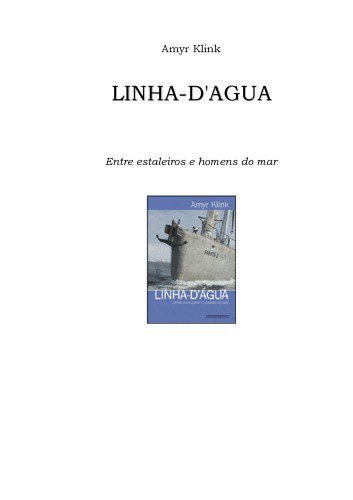 Amyr Klink
LINHA-D'AGUA
Entre estaleiros e homens do mar
Amyr Klink
LINHA-D'ÁGUA